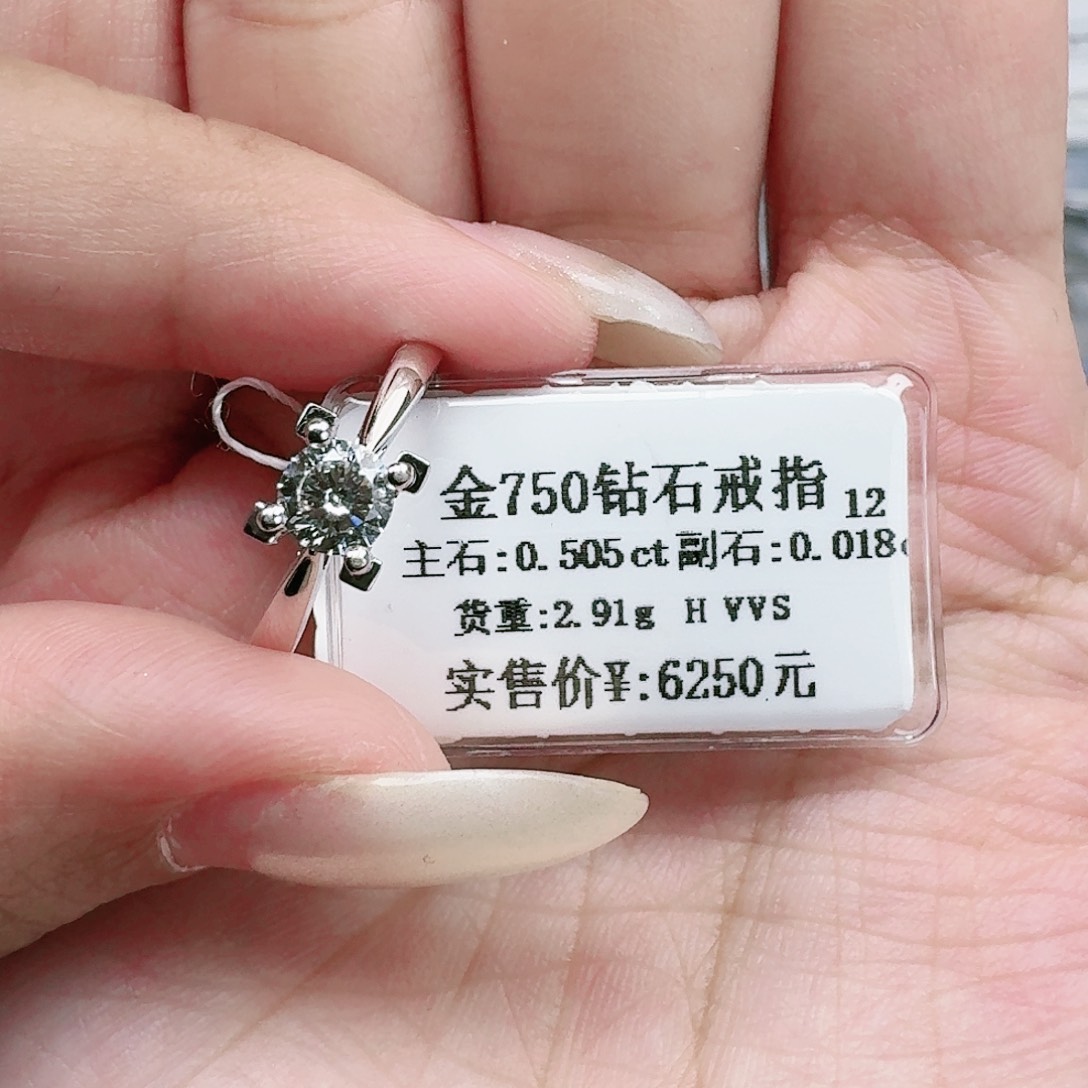 金750钻石戒指 12
主石:0.505ct 副石:0.018c
货重:2.91g H VVS
实售价¥:6250元